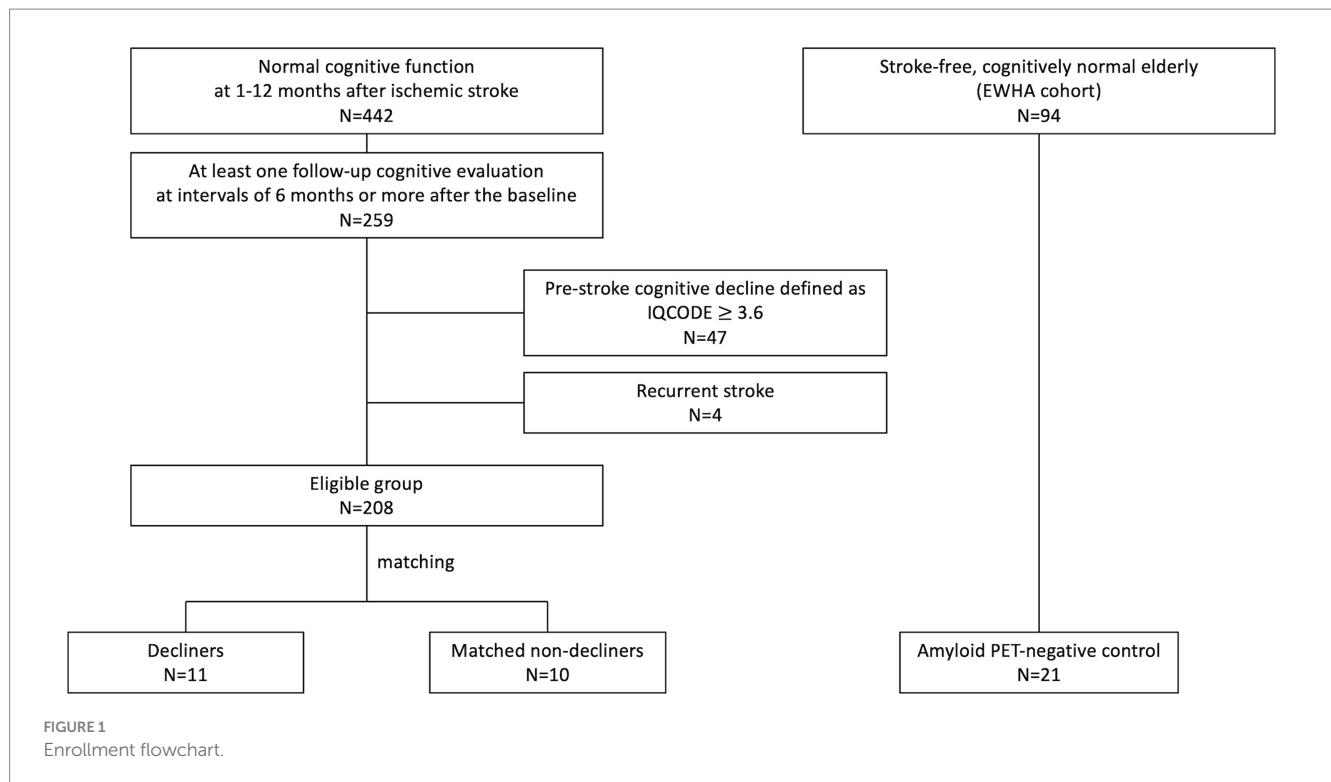 Normal cognitive function
at 1-12 months after ischemic stroke
N=442
At least one follow-up cognitive evaluation
at intervals of 6 months or more after the baseline
N=259
Pre-stroke cognitive decline defined as
IQCODE ≥ 3.6
N=47
Recurrent stroke
N=4
Eligible group
N=208
matching
Decliners
N=11
Matched non-decliners
N=10
Stroke-free, cognitively normal elderly
(EWHA cohort)
N=94
Amyloid PET-negative control
N=21
FIGURE 1
Enrollment flowchart.